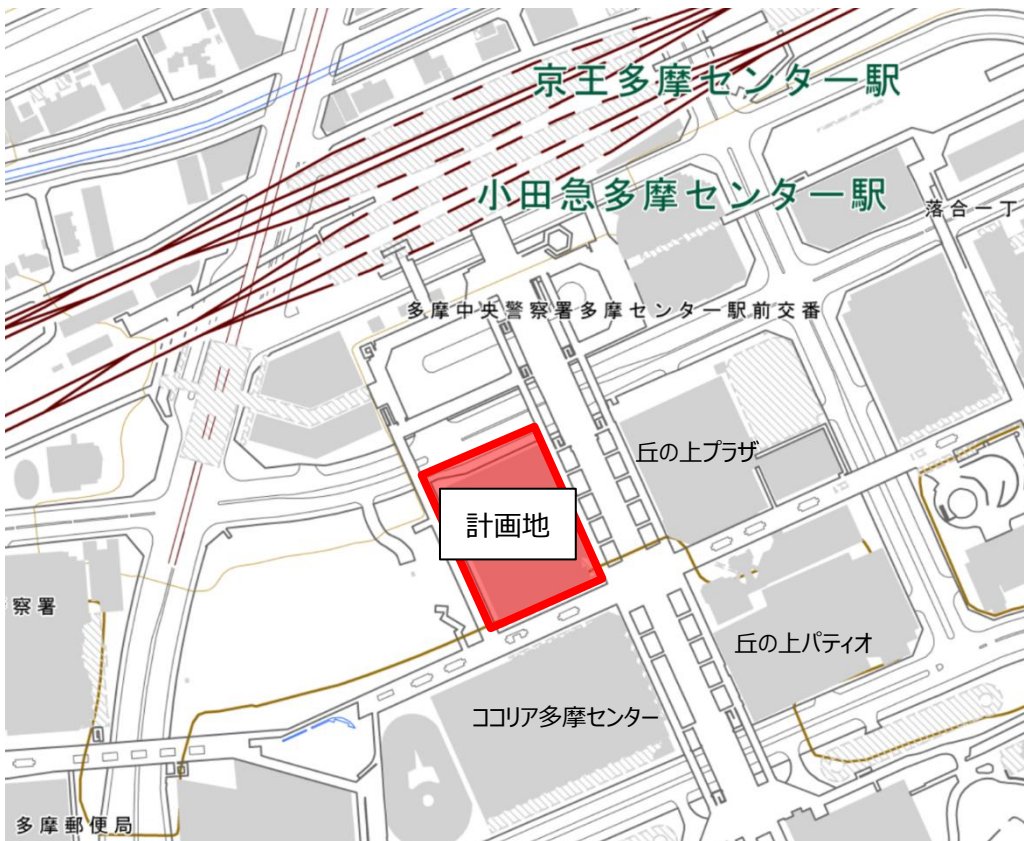 京王多摩センター駅
小田急多摩センター駅
落合一丁
多摩中央警察署多摩センター駅前交番
丘の上プラザ
計画地
察署
丘の上パティオ
ココリア多摩センター
多摩郵便局